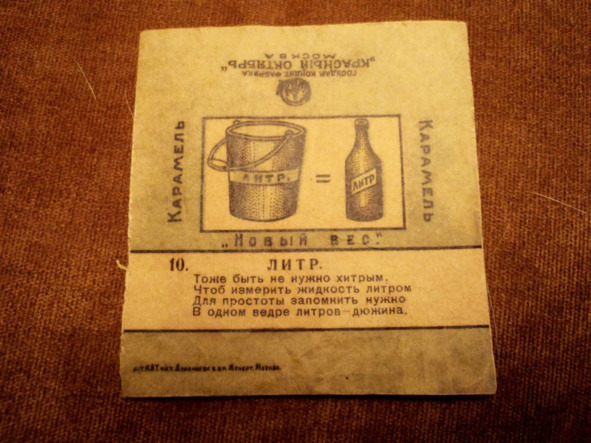 „КРАСНЫЙ ОКТЯБРЬ“
МОСКВА
ГОСУДАР. КОНДИТ. ФАБРИКА
КАРАМЕЛЬ
ЛИТР.
=
ЛИТР
КАРАМЕЛЬ
„НОВЫЙ ВЕС“.
10. ЛИТР.
Тоже быть не нужно хитрым,
Чтоб измерить жидкость литром
Для простоты запомнить нужно
В одном ведре литров–дюжина.
Москва.